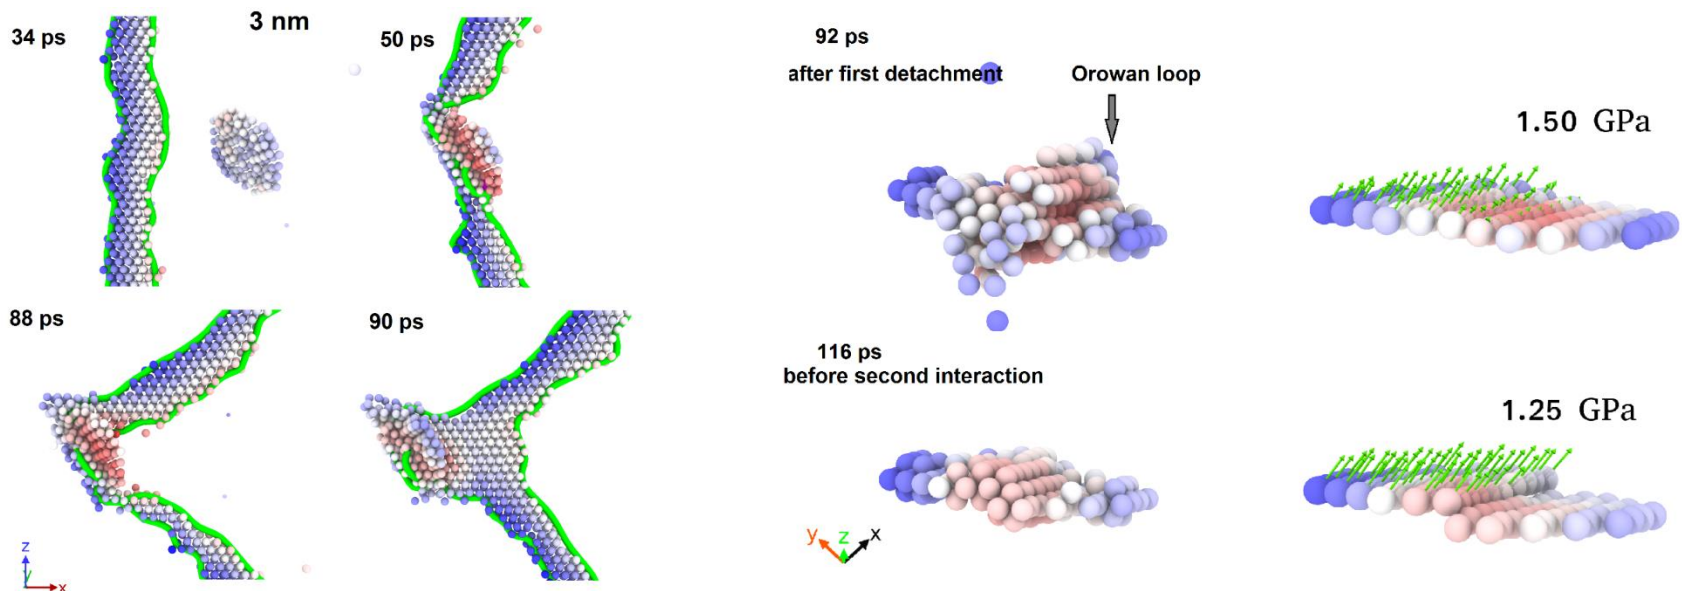 3 nm
34 ps
50 ps
88 ps
90 ps
z
y
x
92 ps
after first detachment
Orowan loop
116 ps
before second interaction
y
z
x
1.50 GPa
1.25 GPa